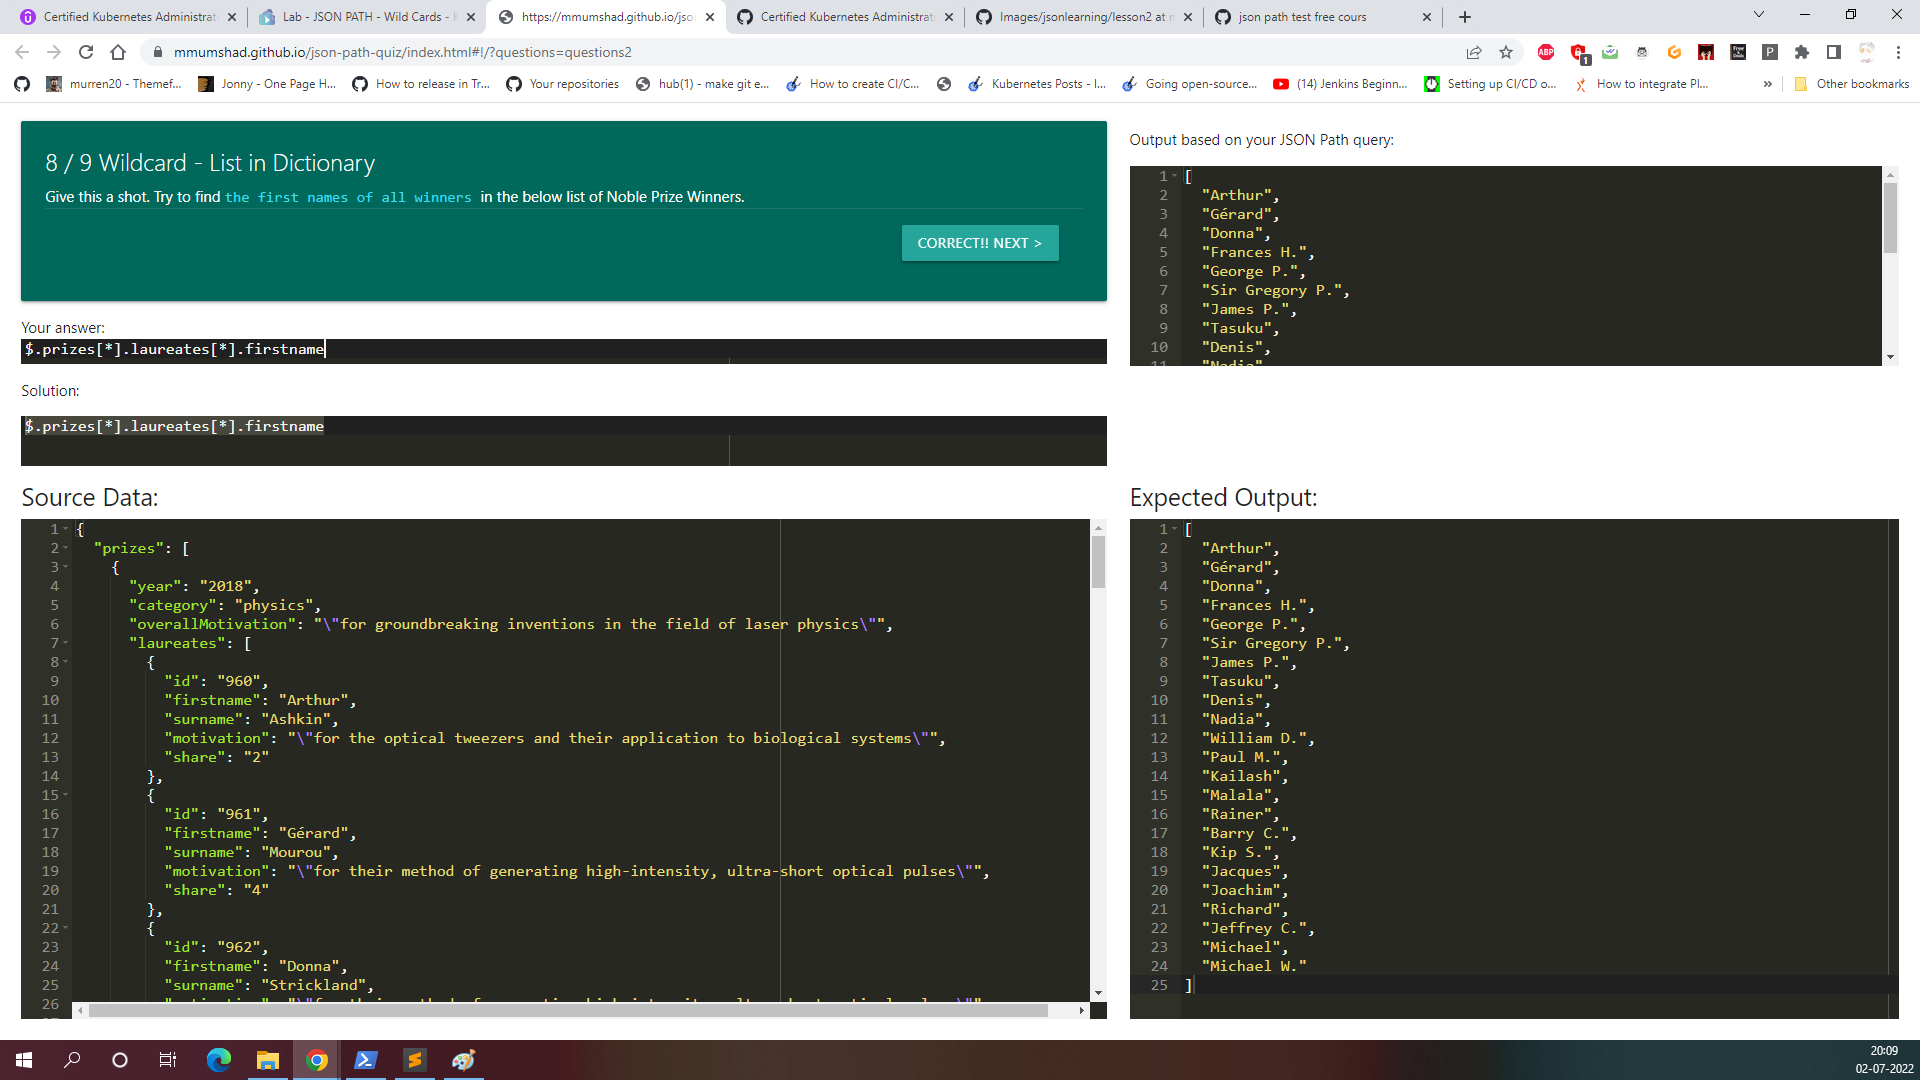 Certified Kubernetes Administrat
Lab - JSON PATH - Wild Cards - K
https://mmumshad.github.io/jso
Certified Kubernetes Administrat
Images/jsonlearning/lesson2 at m
json path test free cours
mmumshad.github.io/json-path-quiz/index.html#!/?questions=questions2
murren20 - Themef...
Jonny - One Page H...
How to release in Tr...
Your repositories
hub(1) - make git e...
How to create CI/C...
Kubernetes Posts - I...
Going open-source...
(14) Jenkins Beginn...
Setting up CI/CD o...
How to integrate Pl...
»
Other bookmarks
8 / 9 Wildcard - List in Dictionary
Give this a shot. Try to find the first names of all winners in the below list of Noble Prize Winners.
CORRECT!! NEXT >
Your answer:
$.prizes[*].laureates[*].firstname
Solution:
$.prizes[*].laureates[*].firstname
Output based on your JSON Path query:
1 [
2 "Arthur",
3 "Gérard",
4 "Donna",
5 "Frances H.",
6 "George P.",
7 "Sir Gregory P.",
8 "James P.",
9 "Tasuku",
10 "Denis",
11 "Nadia",
Source Data:
1 {
2 "prizes": [
3 {
4 "year": "2018",
5 "category": "physics",
6 "overallMotivation": "\"for groundbreaking inventions in the field of laser physics\"",
7 "laureates": [
8 {
9 "id": "960",
10 "firstname": "Arthur",
11 "surname": "Ashkin",
12 "motivation": "\"for the optical tweezers and their application to biological systems\"",
13 "share": "2"
14 },
15 {
16 "id": "961",
17 "firstname": "Gérard",
18 "surname": "Mourou",
19 "motivation": "\"for their method of generating high-intensity, ultra-short optical pulses\"",
20 "share": "4"
21 },
22 {
23 "id": "962",
24 "firstname": "Donna",
25 "surname": "Strickland",
26
Expected Output:
1 [
2 "Arthur",
3 "Gérard",
4 "Donna",
5 "Frances H.",
6 "George P.",
7 "Sir Gregory P.",
8 "James P.",
9 "Tasuku",
10 "Denis",
11 "Nadia",
12 "William D.",
13 "Paul M.",
14 "Kailash",
15 "Malala",
16 "Rainer",
17 "Barry C.",
18 "Kip S.",
19 "Jacques",
20 "Joachim",
21 "Richard",
22 "Jeffrey C.",
23 "Michael",
24 "Michael W."
25 ]
20:09
02-07-2022